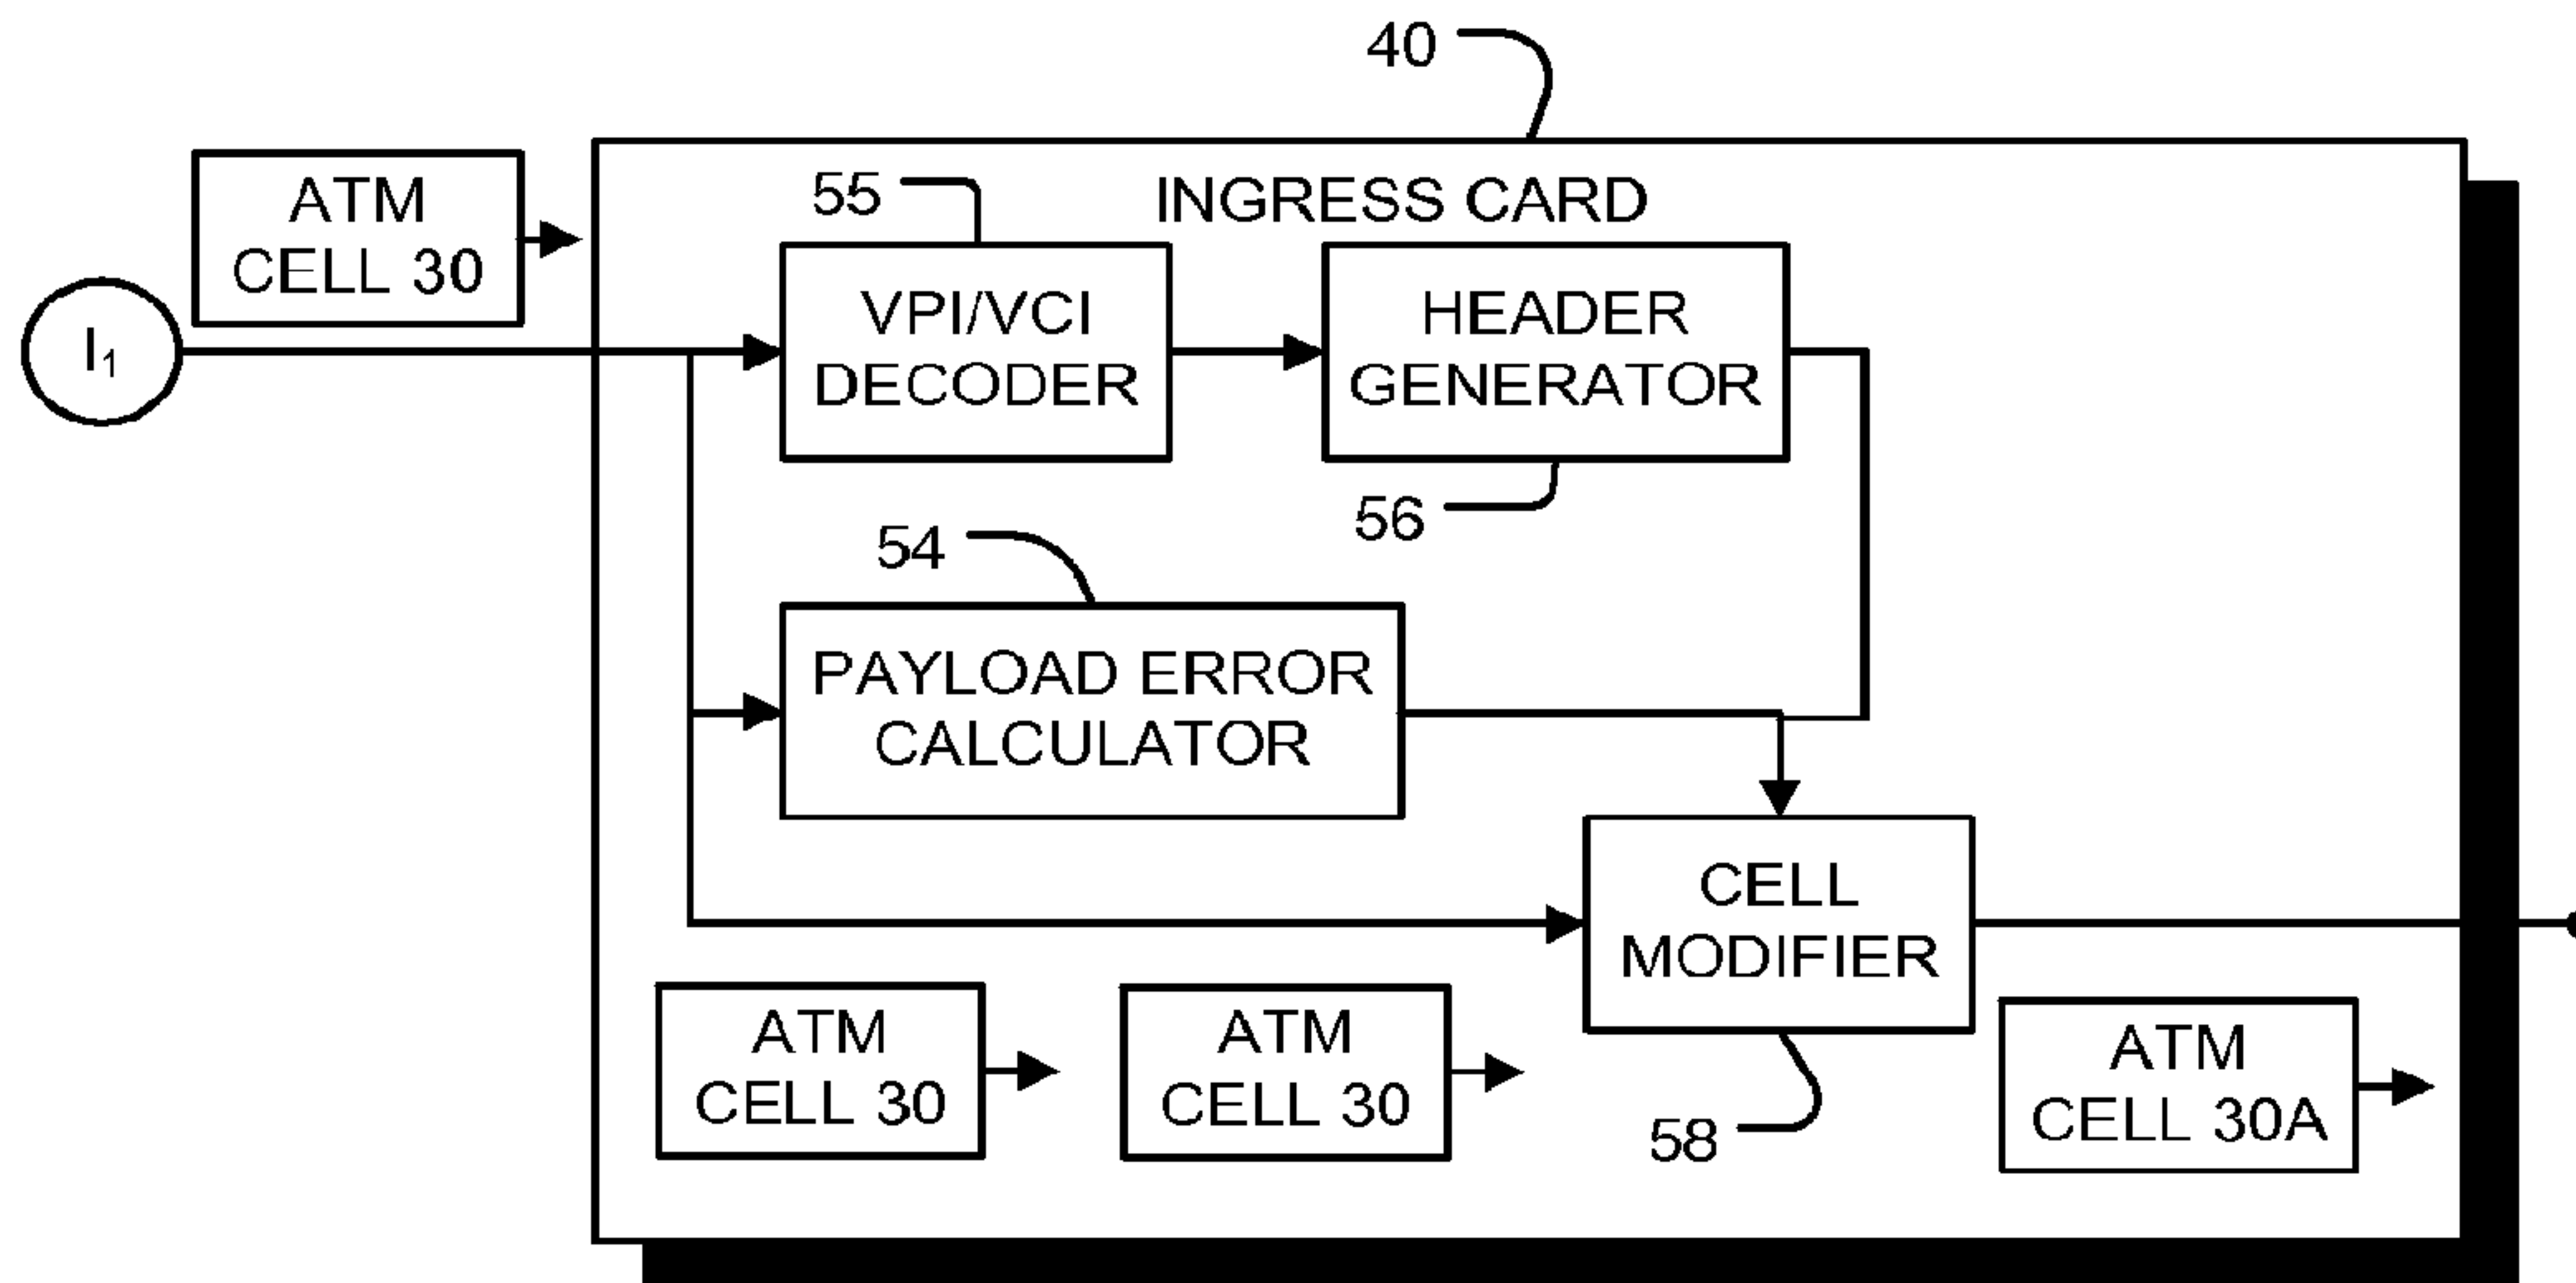 40
ATM
CELL 30
55
INGRESS CARD
I₁
VPI/VCI
DECODER
HEADER
GENERATOR
56
54
PAYLOAD ERROR
CALCULATOR
CELL
MODIFIER
ATM
CELL 30
ATM
CELL 30
58
ATM
CELL 30A